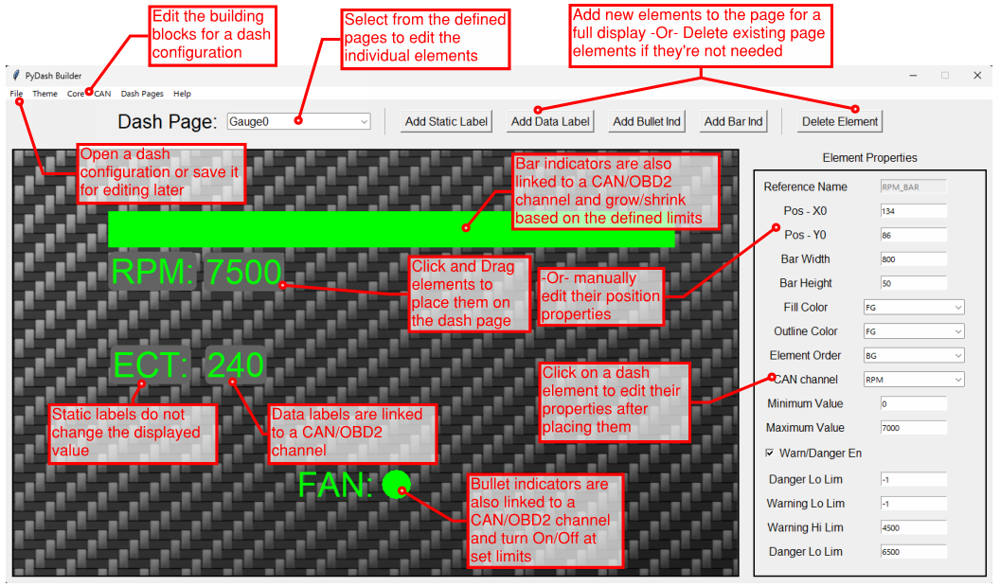 Edit the building
blocks for a dash
configuration
Select from the defined
pages to edit the
individual elements
Add new elements to the page for a
full display -Or- Delete existing page
elements if they're not needed
PyDash Builder
File Theme Core CAN Dash Pages Help
Dash Page: Gauge0 Add Static Label Add Data Label Add Bullet Ind Add Bar Ind Delete Element
Open a dash
configuration or save it
for editing later
Bar indicators are also
linked to a CAN/OBD2
channel and grow/shrink
based on the defined limits
RPM: 7500
Click and Drag
elements to
place them on
the dash page
-Or- manually
edit their position
properties
ECT: 240
Click on a dash
element to edit their
properties after
placing them
Static labels do not
change the displayed
value
Data labels are linked
to a CAN/OBD2
channel
FAN:
Bullet indicators are
also linked to a
CAN/OBD2 channel
and turn On/Off at
set limits
Element Properties
Reference Name RPM_BAR
Pos - X0 134
Pos - Y0 86
Bar Width 800
Bar Height 50
Fill Color FG
Outline Color FG
Element Order BG
CAN channel RPM
Minimum Value 0
Maximum Value 7000
Warn/Danger En
Danger Lo Lim -1
Warning Lo Lim -1
Warning Hi Lim 4500
Danger Lo Lim 6500